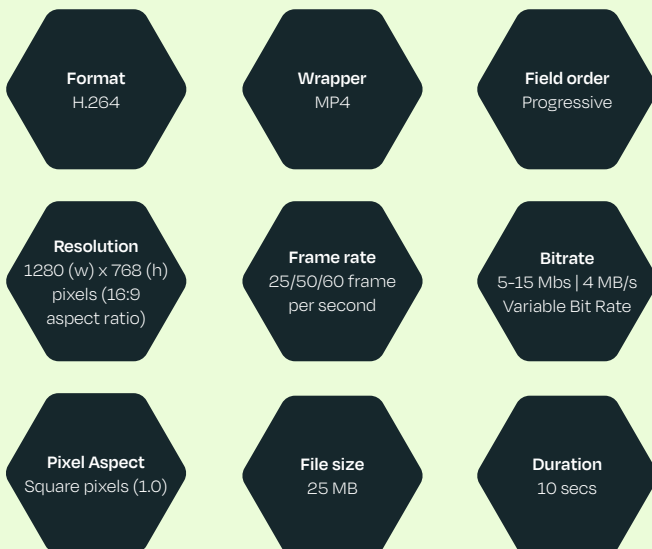 Format
H.264
Wrapper
MP4
Field order
Progressive
Resolution
1280 (w) x 768 (h)
pixels (16:9
aspect ratio)
Frame rate
25/50/60 frame
per second
Bitrate
5-15 Mbs | 4 MB/s
Variable Bit Rate
Pixel Aspect
Square pixels (1.0)
File size
25 MB
Duration
10 secs